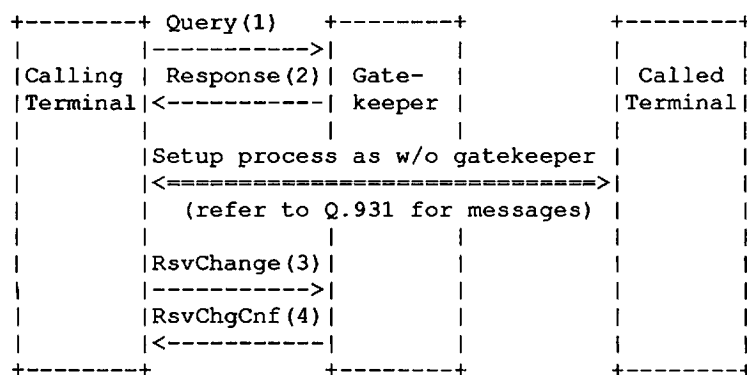 Query(1)
Calling Response(2) Gate- Called
Terminal keeper Terminal
Setup process as w/o gatekeeper
(refer to Q.931 for messages)
RsvChange(3)
RsvChgCnf(4)